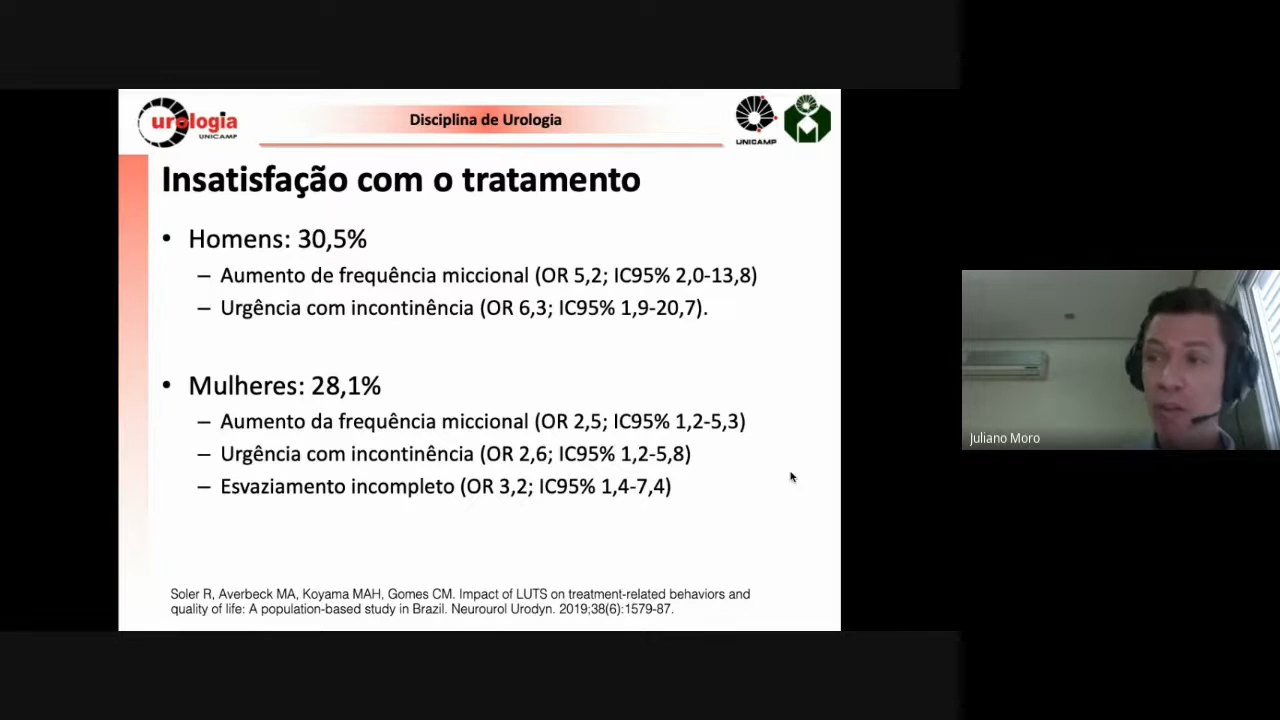 urologia
UNICAMP
Disciplina de Urologia
UNICAMP
Insatisfação com o tratamento
• Homens: 30,5%
– Aumento de frequência miccional (OR 5,2; IC95% 2,0-13,8)
– Urgência com incontinência (OR 6,3; IC95% 1,9-20,7).
• Mulheres: 28,1%
– Aumento da frequência miccional (OR 2,5; IC95% 1,2-5,3)
– Urgência com incontinência (OR 2,6; IC95% 1,2-5,8)
– Esvaziamento incompleto (OR 3,2; IC95% 1,4-7,4)
Soler R, Averbeck MA, Koyama MAH, Gomes CM. Impact of LUTS on treatment-related behaviors and
quality of life: A population-based study in Brazil. Neurourol Urodyn. 2019;38(6):1579-87.
Juliano Moro